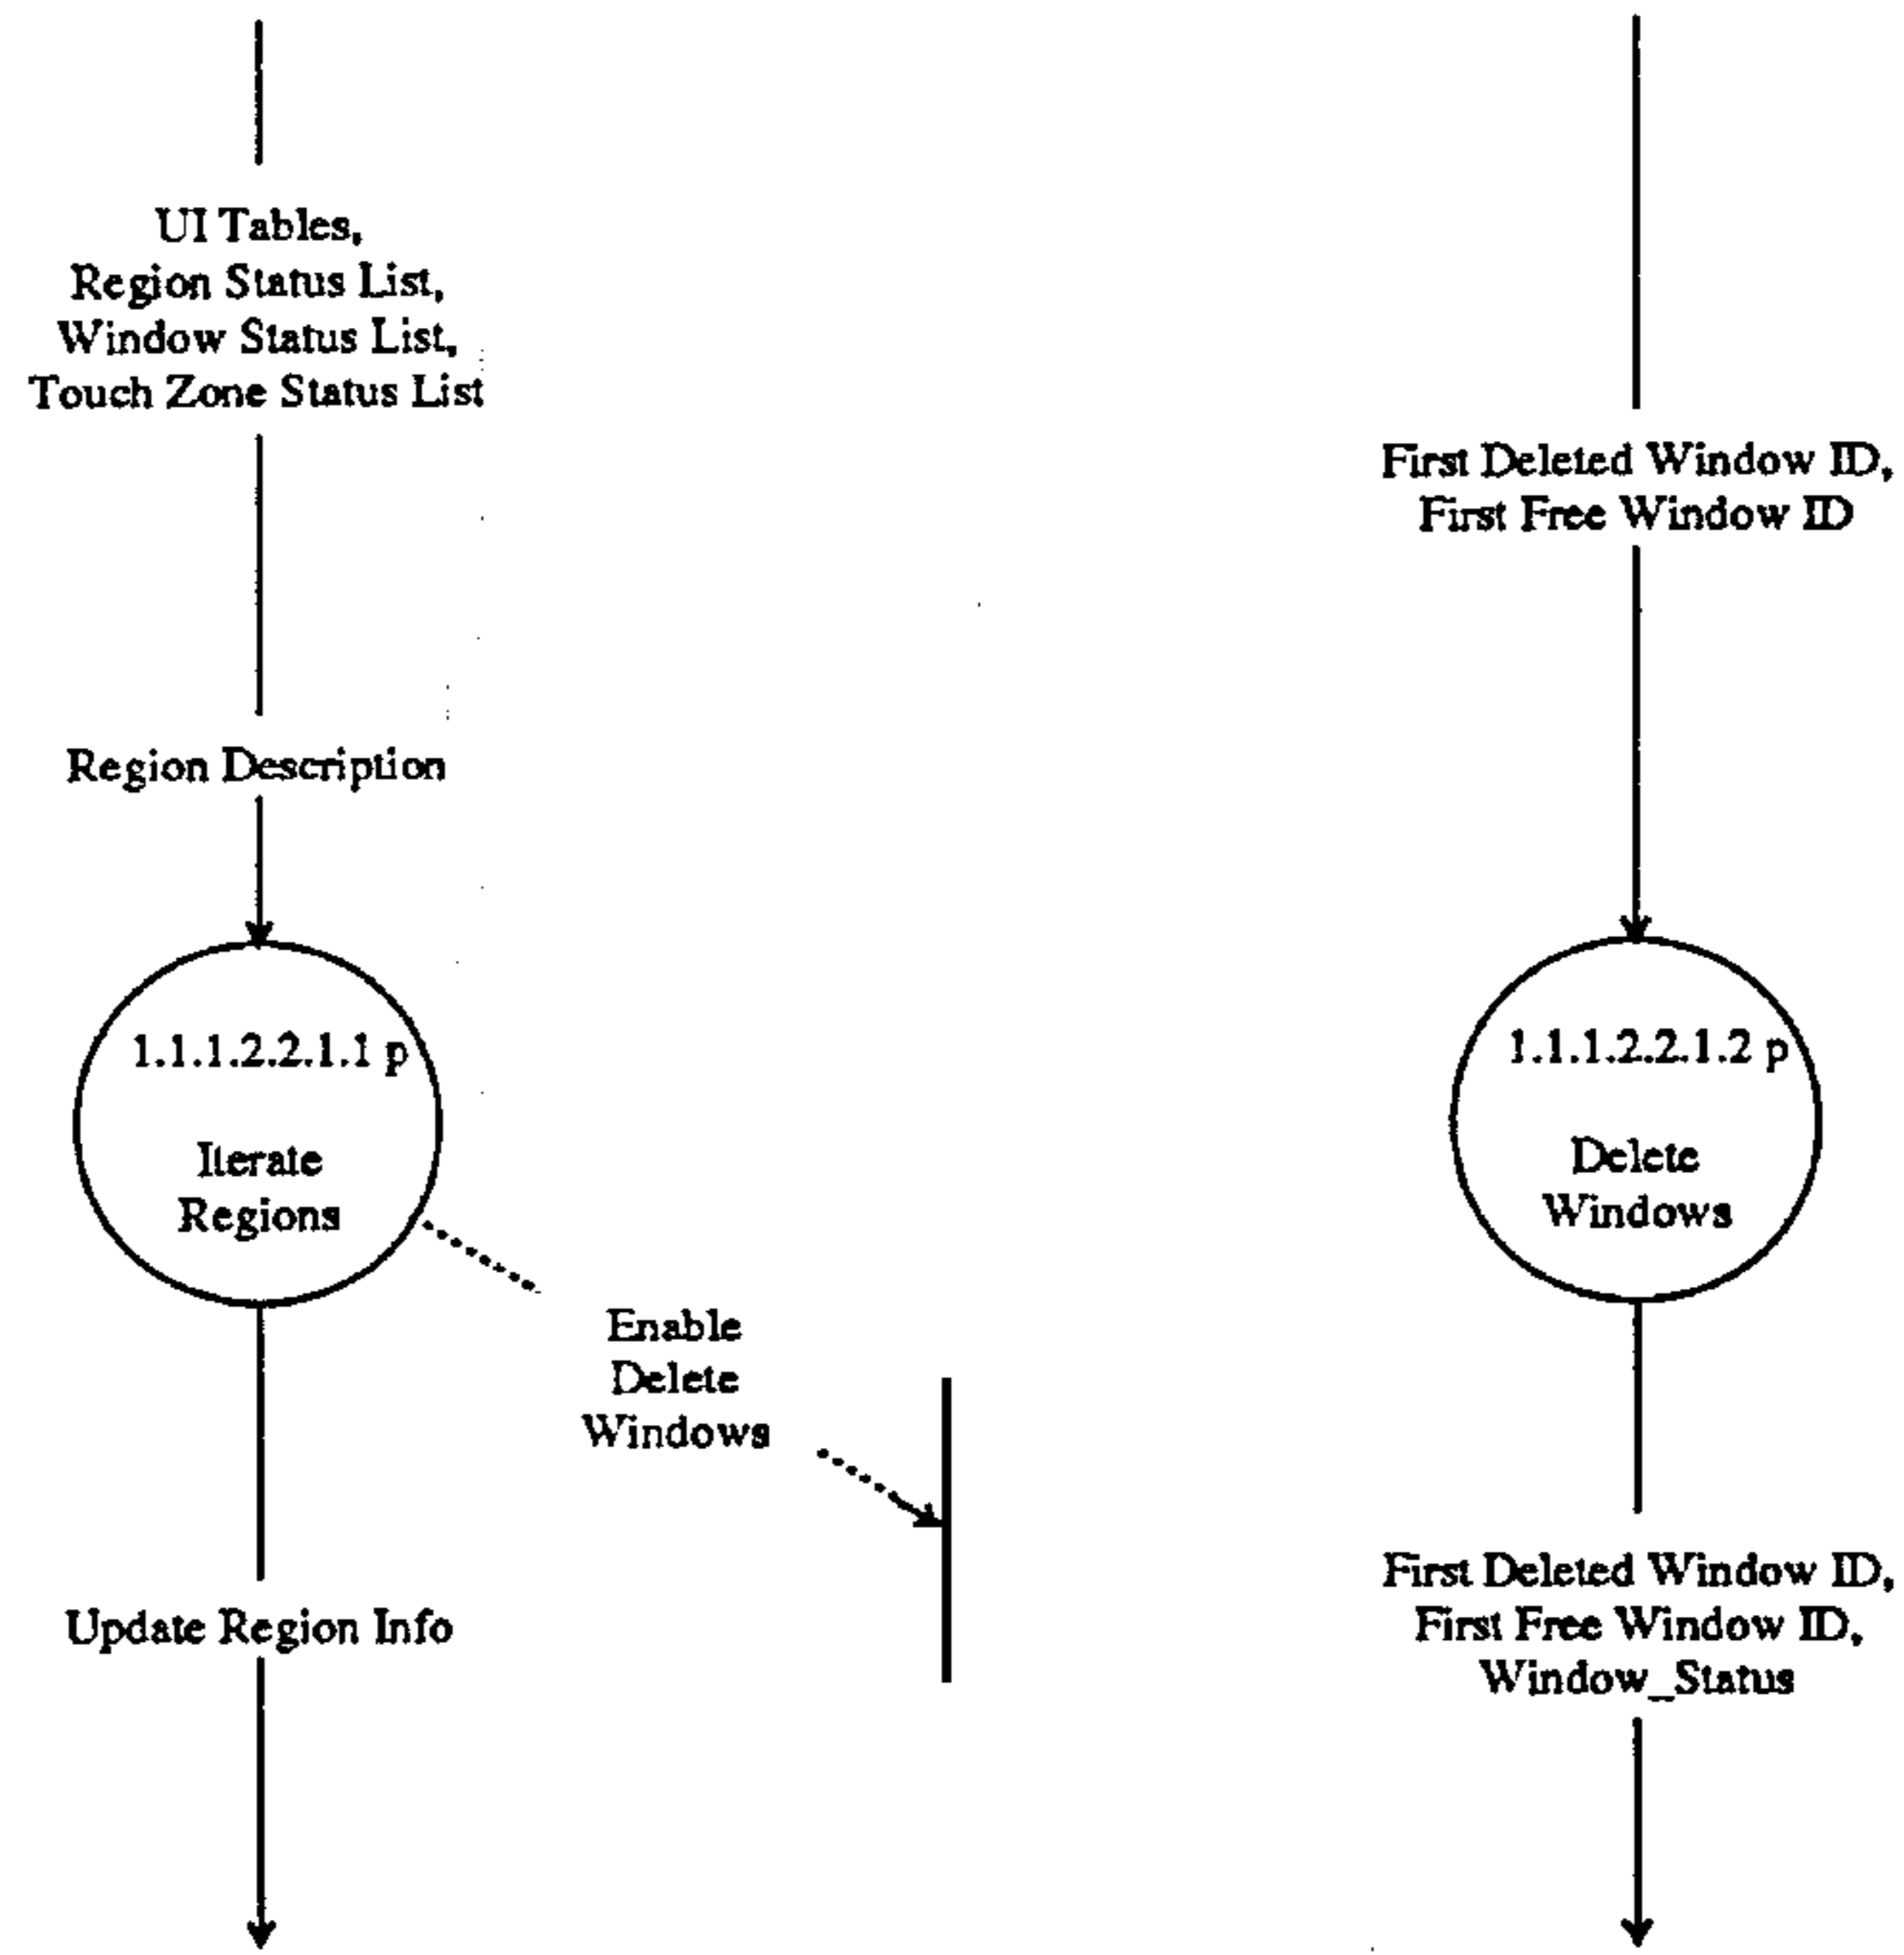 UI Tables,
Region Status List,
Window Status List,
Touch Zone Status List
Region Description
1.1.1.2.2.1.1 p
Iterate
Regions
Enable
Delete
Windows
Update Region Info
First Deleted Window ID,
First Free Window ID
1.1.1.2.2.1.2 p
Delete
Windows
First Deleted Window ID,
First Free Window ID,
Window_Status